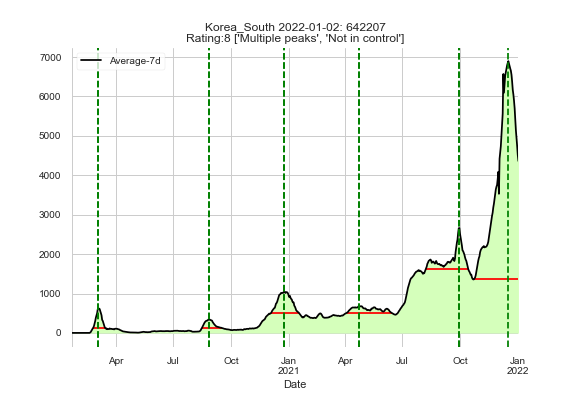 Korea_South 2022-01-02: 642207
Rating:8 ['Multiple peaks', 'Not in control']
Average-7d
7000
6000
5000
4000
3000
2000
1000
0
Apr
Jul
Oct
Jan
2021
Apr
Jul
Oct
Jan
2022
Date